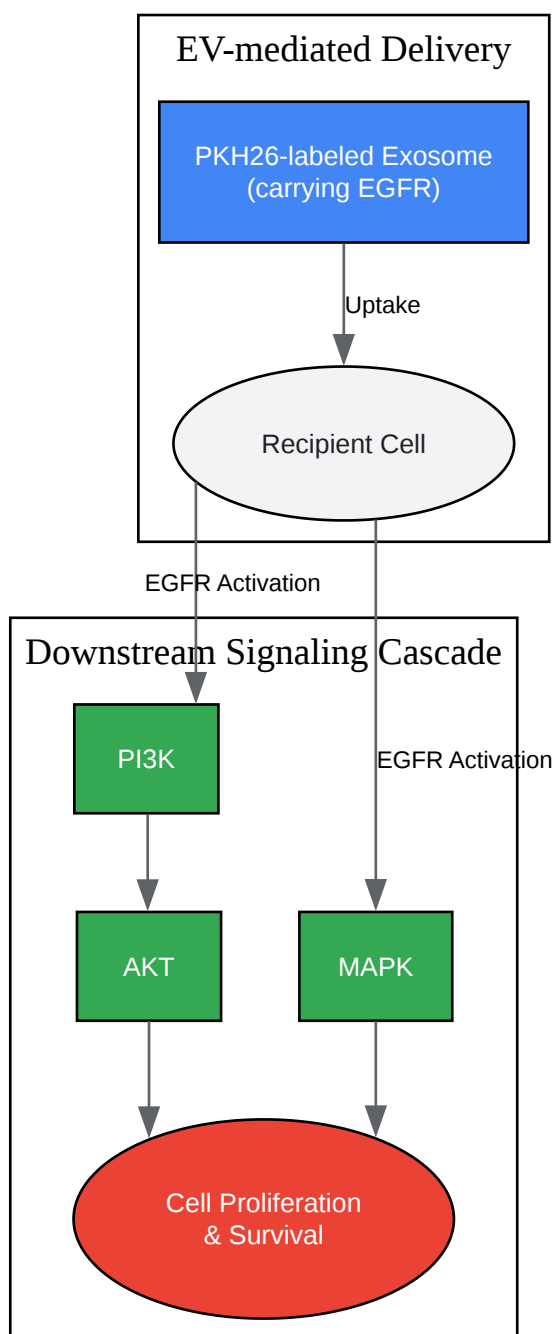 EV-mediated Delivery
PKH26-labeled Exosome
(carrying EGFR)
Uptake
Recipient Cell
EGFR Activation
Downstream Signaling Cascade
PI3K
EGFR Activation
AKT
MAPK
Cell Proliferation
& Survival